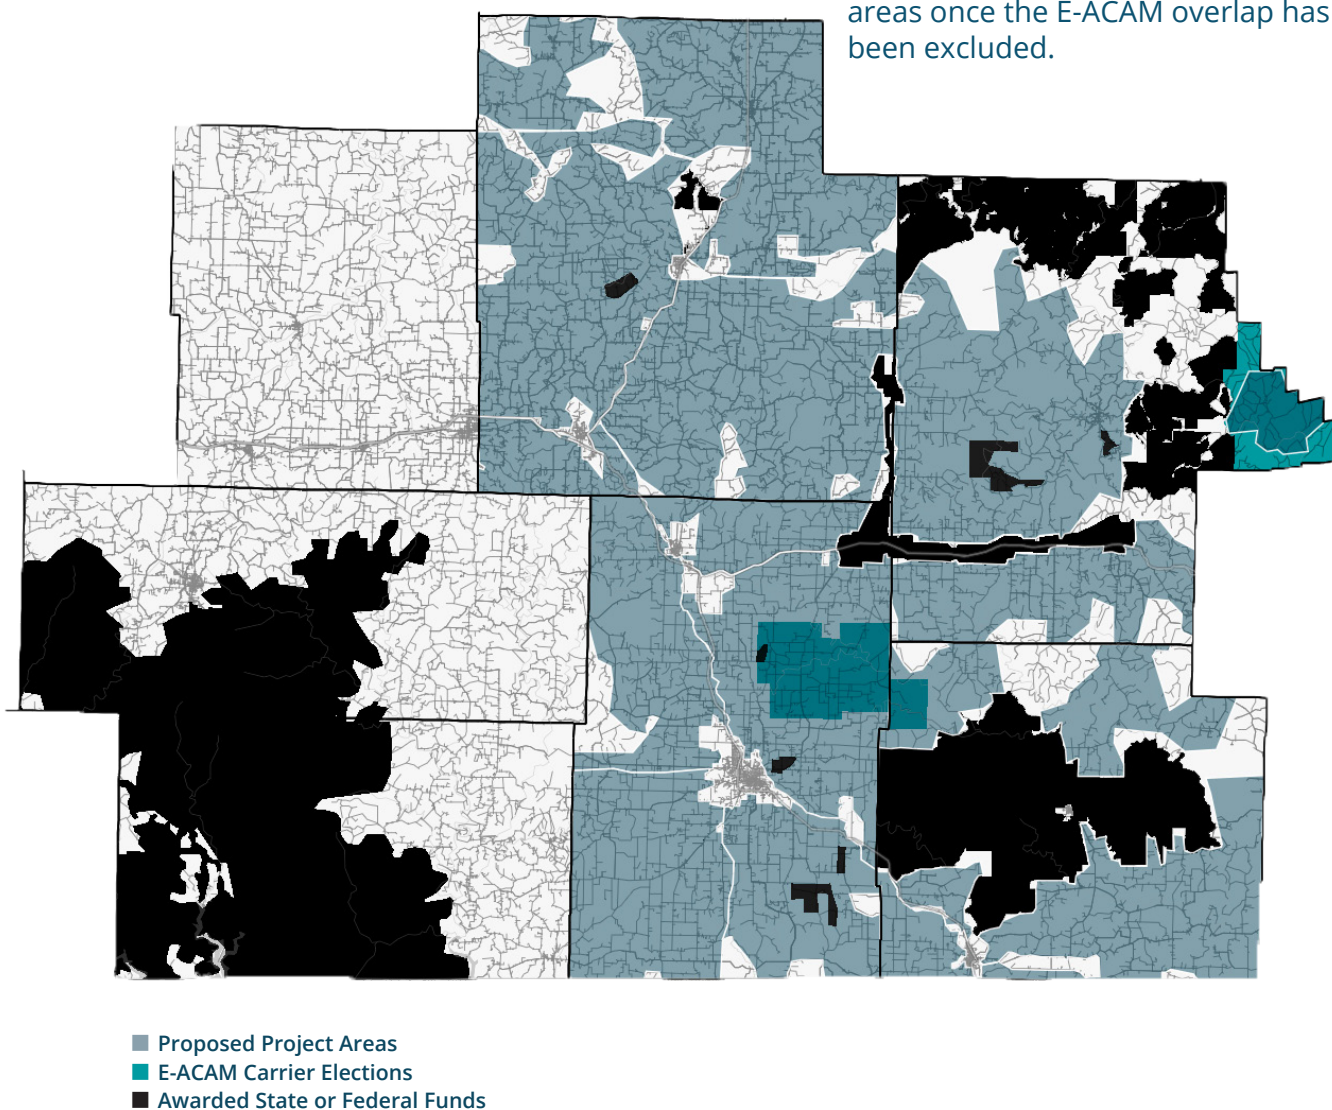 areas once the E-ACAM overlap has
been excluded.
Proposed Project Areas
E-ACAM Carrier Elections
Awarded State or Federal Funds